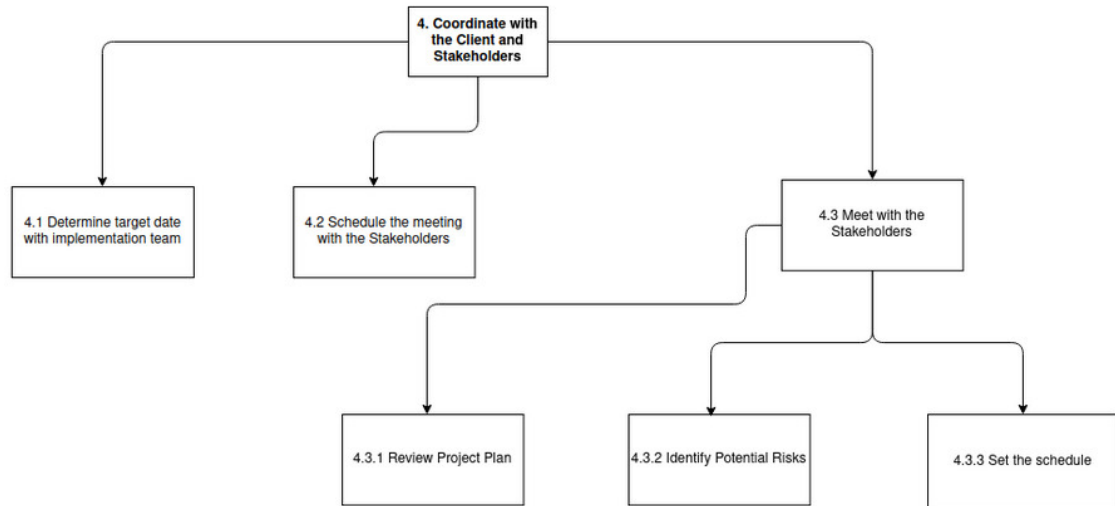 4. Coordinate with
the Client and
Stakeholders
4.1 Determine target date
with implementation team
4.2 Schedule the meeting
with the Stakeholders
4.3 Meet with the
Stakeholders
4.3.1 Review Project Plan
4.3.2 Identify Potential Risks
4.3.3 Set the schedule